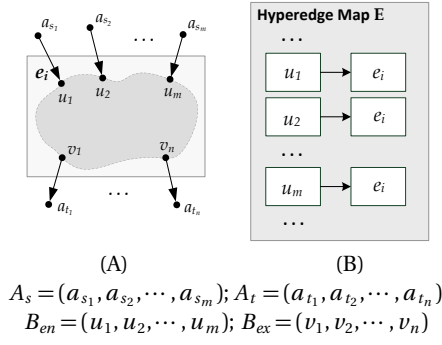 a_{s_1} a_{s_2} ... a_{s_m}
e_i
u_1 u_2 u_m
v_1 v_n
...
a_{t_1} a_{t_n}
(A)
Hyperedge Map E
...
u_1 e_i
u_2 e_i
...
u_m e_i
...
(B)
A_s = (a_{s_1}, a_{s_2}, ⋯, a_{s_m}); A_t = (a_{t_1}, a_{t_2}, ⋯, a_{t_n})
B_{en} = (u_1, u_2, ⋯, u_m); B_{ex} = (v_1, v_2, ⋯, v_n)